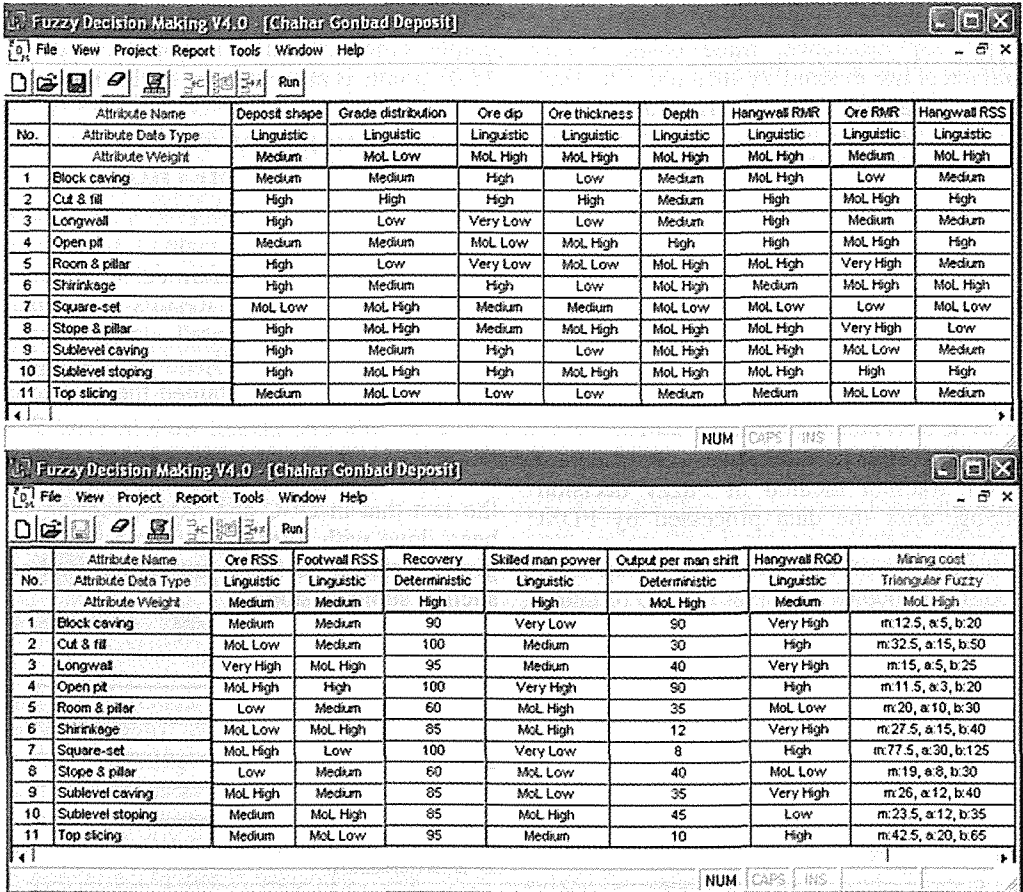 Fuzzy Decision Making V4.0 - [Chahar Gonbad Deposit]
File View Project Report Tools Window Help
Run
No. Attribute Name Deposit shape Grade distribution Ore dip Ore thickness Depth Hangwall RMR Ore RMR Hangwall RSS
Attribute Data Type Linguistic Linguistic Linguistic Linguistic Linguistic Linguistic Linguistic Linguistic
Attribute Weight Medium MoL Low MoL High MoL High MoL High MoL High Medium MoL High
1 Block caving Medium Medium High Low Medium MoL High Low Medium
2 Cut & fill High High High High Medium High MoL High High
3 Longwall High Low Very Low Low Medium High Medium Medium
4 Open pit Medium Medium MoL Low MoL High High High MoL High High
5 Room & pillar High Low Very Low MoL Low MoL High MoL High Very High Medium
6 Shirinkage High Medium High Low MoL High Medium MoL High MoL High
7 Square-set MoL Low MoL High Medium Medium MoL Low MoL Low Low MoL Low
8 Stope & pillar High MoL High Medium MoL High MoL High MoL High Very High Low
9 Sublevel caving High Medium High Low MoL High MoL High MoL Low Medium
10 Sublevel stoping High MoL High High MoL High MoL High MoL High High High
11 Top slicing Medium MoL Low Low Low Medium Medium MoL Low Medium
NUM CAPS INS
Fuzzy Decision Making V4.0 - [Chahar Gonbad Deposit]
File View Project Report Tools Window Help
Run
No. Attribute Name Ore RSS Footwall RSS Recovery Skilled man power Output per man shift Hangwall RQD Mining cost
Attribute Data Type Linguistic Linguistic Deterministic Linguistic Deterministic Linguistic Triangular Fuzzy
Attribute Weight Medium Medium High High MoL High Medium MoL High
1 Block caving Medium Medium 90 Very Low 90 Very High m:12.5, a:5, b:20
2 Cut & fill MoL Low Medium 100 Medium 30 High m:32.5, a:15, b:50
3 Longwall Very High MoL High 95 Medium 40 Very High m:15, a:5, b:25
4 Open pit MoL High High 100 Very High 90 High m:11.5, a:3, b:20
5 Room & pillar Low Medium 60 MoL High 35 MoL Low m:20, a:10, b:30
6 Shirinkage MoL Low MoL High 85 MoL High 12 Very High m:27.5, a:15, b:40
7 Square-set MoL High Low 100 Very Low 8 High m:77.5, a:30, b:125
8 Stope & pillar Low Medium 60 MoL Low 40 MoL Low m:19, a:8, b:30
9 Sublevel caving MoL High Medium 85 MoL Low 35 Very High m:26, a:12, b:40
10 Sublevel stoping Medium MoL High 85 MoL High 45 Low m:23.5, a:12, b:35
11 Top slicing Medium MoL Low 95 Medium 10 High m:42.5, a:20, b:65
NUM CAPS INS